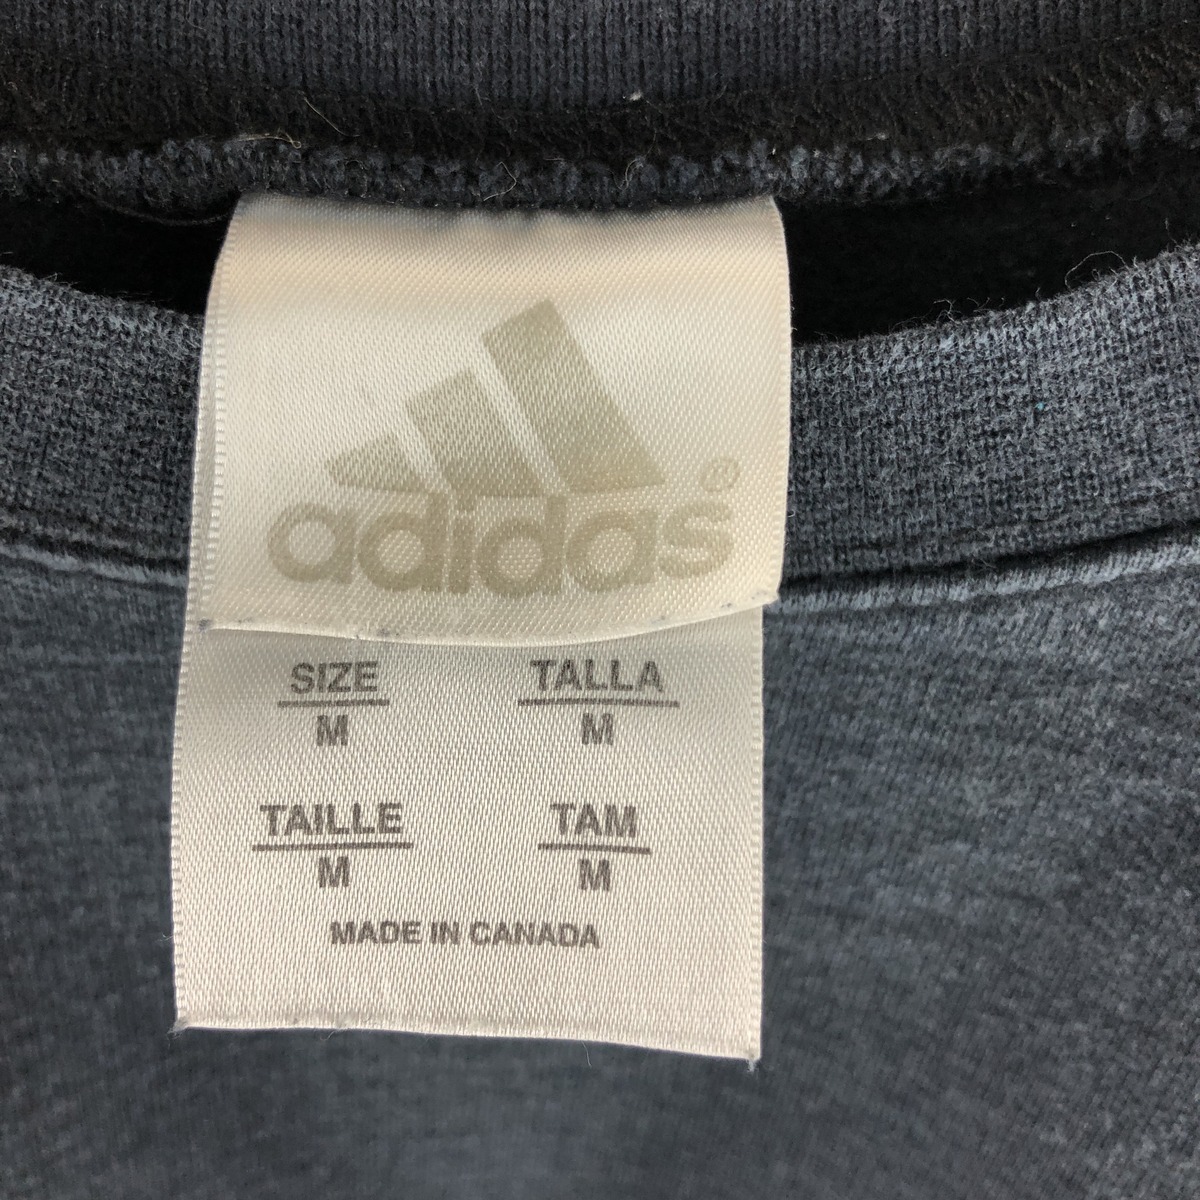 adidas®
SIZE TALLA
M M
TAILLE TAM
M M
MADE IN CANADA